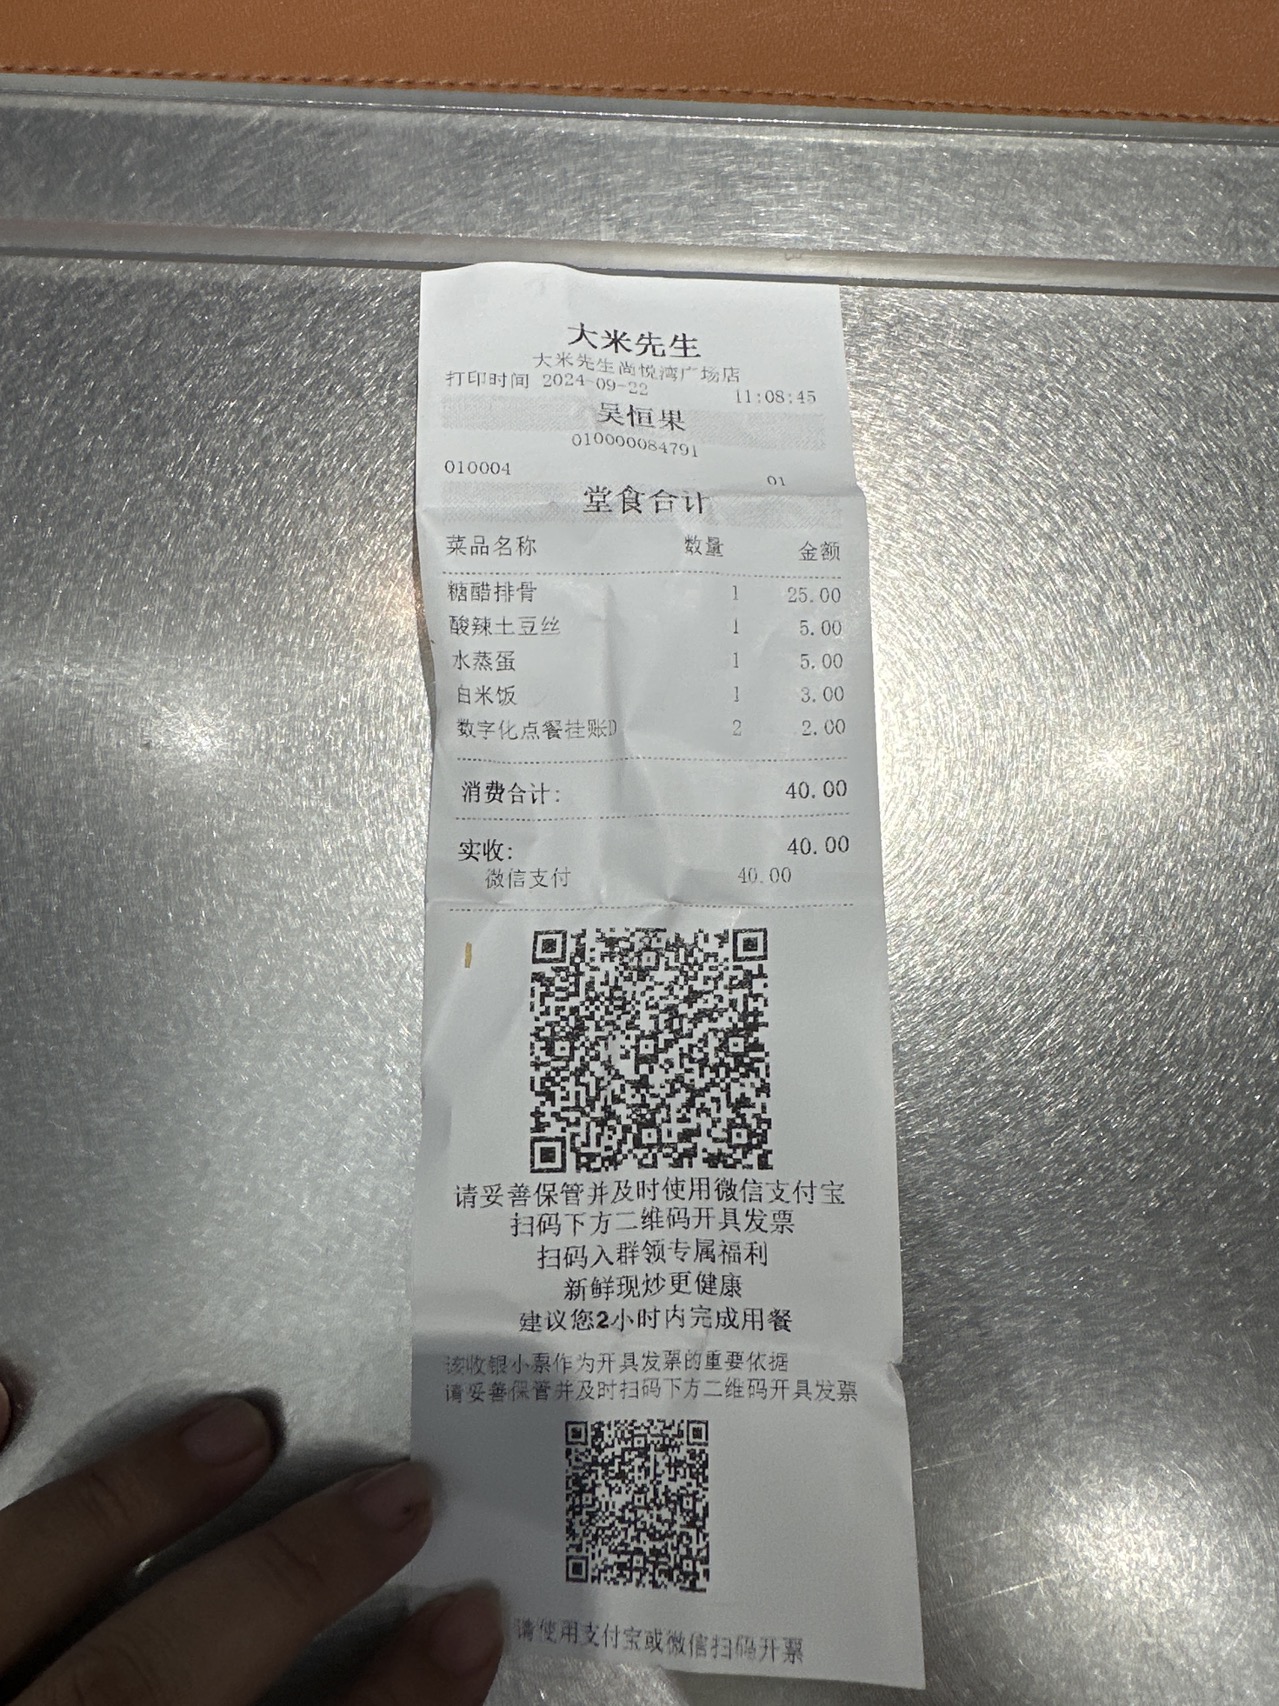 大米先生
大米先生尚悦湾广场店
打印时间 2024-09-22 11:08:45
吴恒果
010000084791
010004 01
堂食合计
菜品名称 数量 金额
糖醋排骨 1 25.00
酸辣土豆丝 1 5.00
水蒸蛋 1 5.00
白米饭 1 3.00
数字化点餐挂账D 2 2.00
消费合计: 40.00
实收: 40.00
微信支付 40.00
请妥善保管并及时使用微信支付宝
扫码下方二维码开具发票
扫码入群领专属福利
新鲜现炒更健康
建议您2小时内完成用餐
该收银小票作为开具发票的重要依据
请妥善保管并及时扫码下方二维码开具发票
请使用支付宝或微信扫码开票